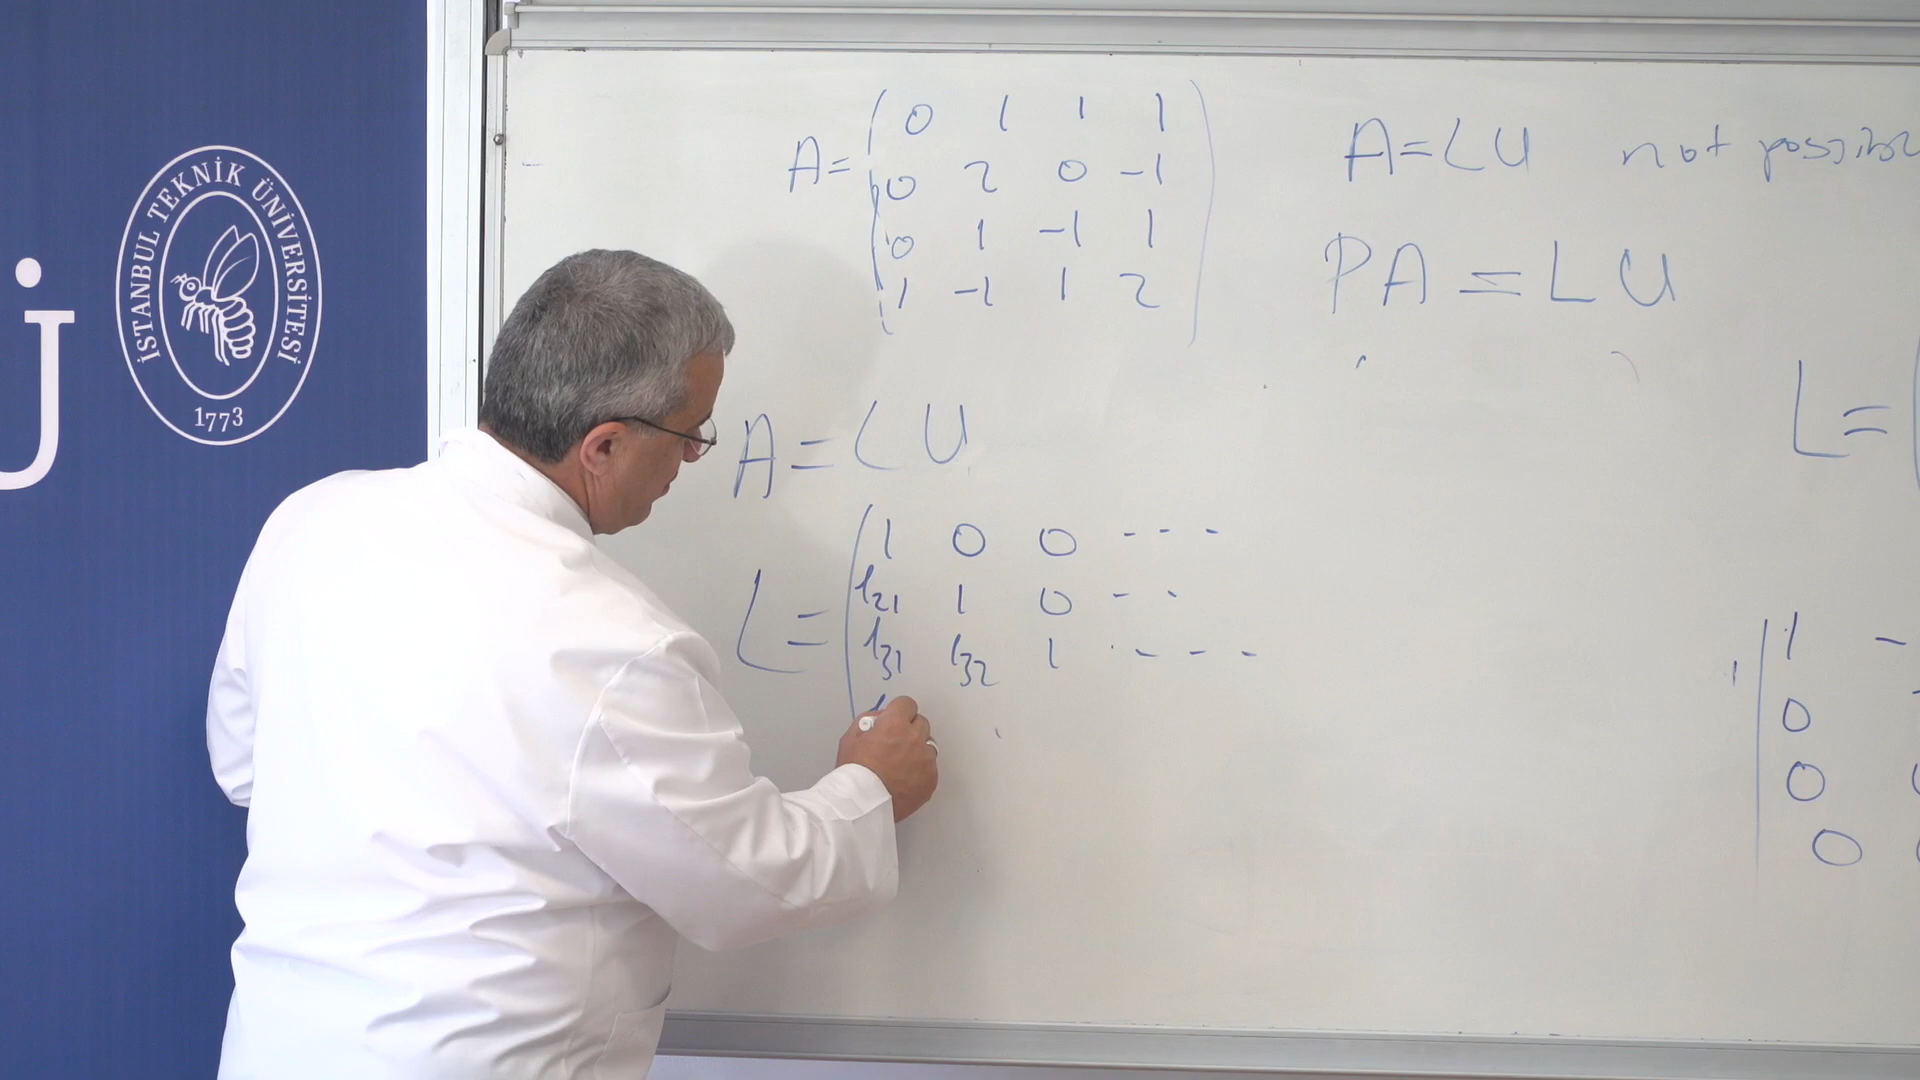 Ü
İSTANBUL TEKNİK ÜNİVERSİTESİ
1773
A = 0 1 1 1
0 2 0 -1
0 1 -1 1
1 -1 1 2
A = LU not possible
PA = LU
A = LU
L = 1 0 0 ---
l21 1 0 --
l31 l32 1 ----
L =
1 -
0
0
0